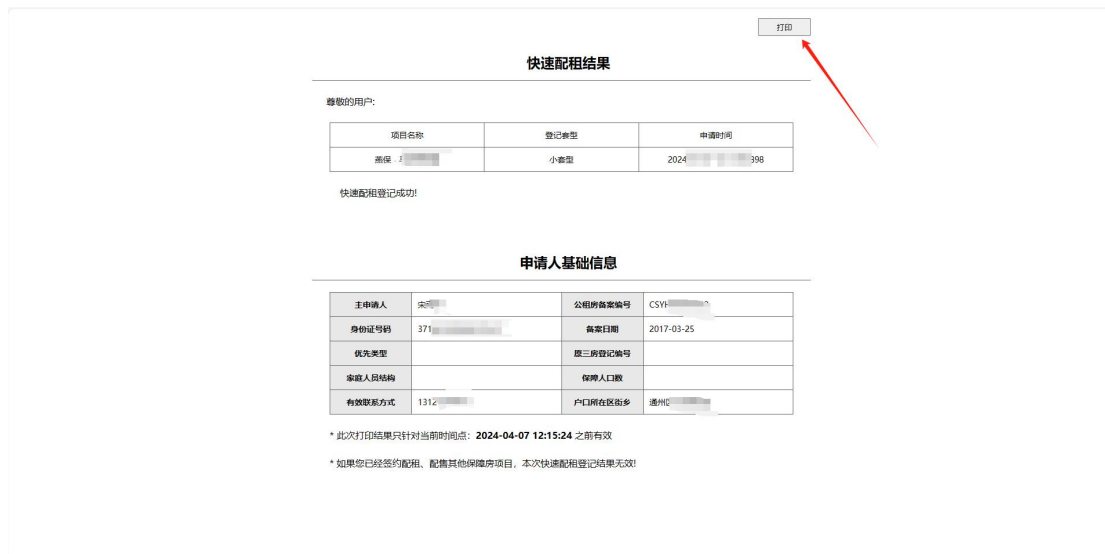 打印
快速配租结果
尊敬的用户:
项目名称 登记套型 申请时间
燕保 · 小套型 2024 398
快速配租登记成功!
申请人基础信息
主申请人 宋 公租房备案编号 CSYH
身份证号码 371 备案日期 2017-03-25
优先类型 原三房登记编号
家庭人员结构 保障人口数
有效联系方式 1312 户口所在区街乡 通州区
* 此次打印结果只针对当前时间点: 2024-04-07 12:15:24 之前有效
* 如果您已经签约配租、配售其他保障房项目, 本次快速配租登记结果无效!